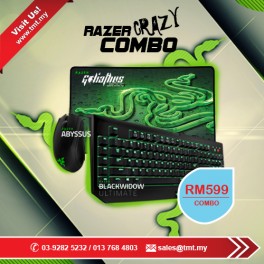 Visit Us!
www.tmt.my
RAZER CRAZY
COMBO
RAZER
Goliathus
ABYSSUS
BLACKWIDOW
ULTIMATE
RM599
COMBO
03-9282 5232 / 013 768 4803
sales@tmt.my